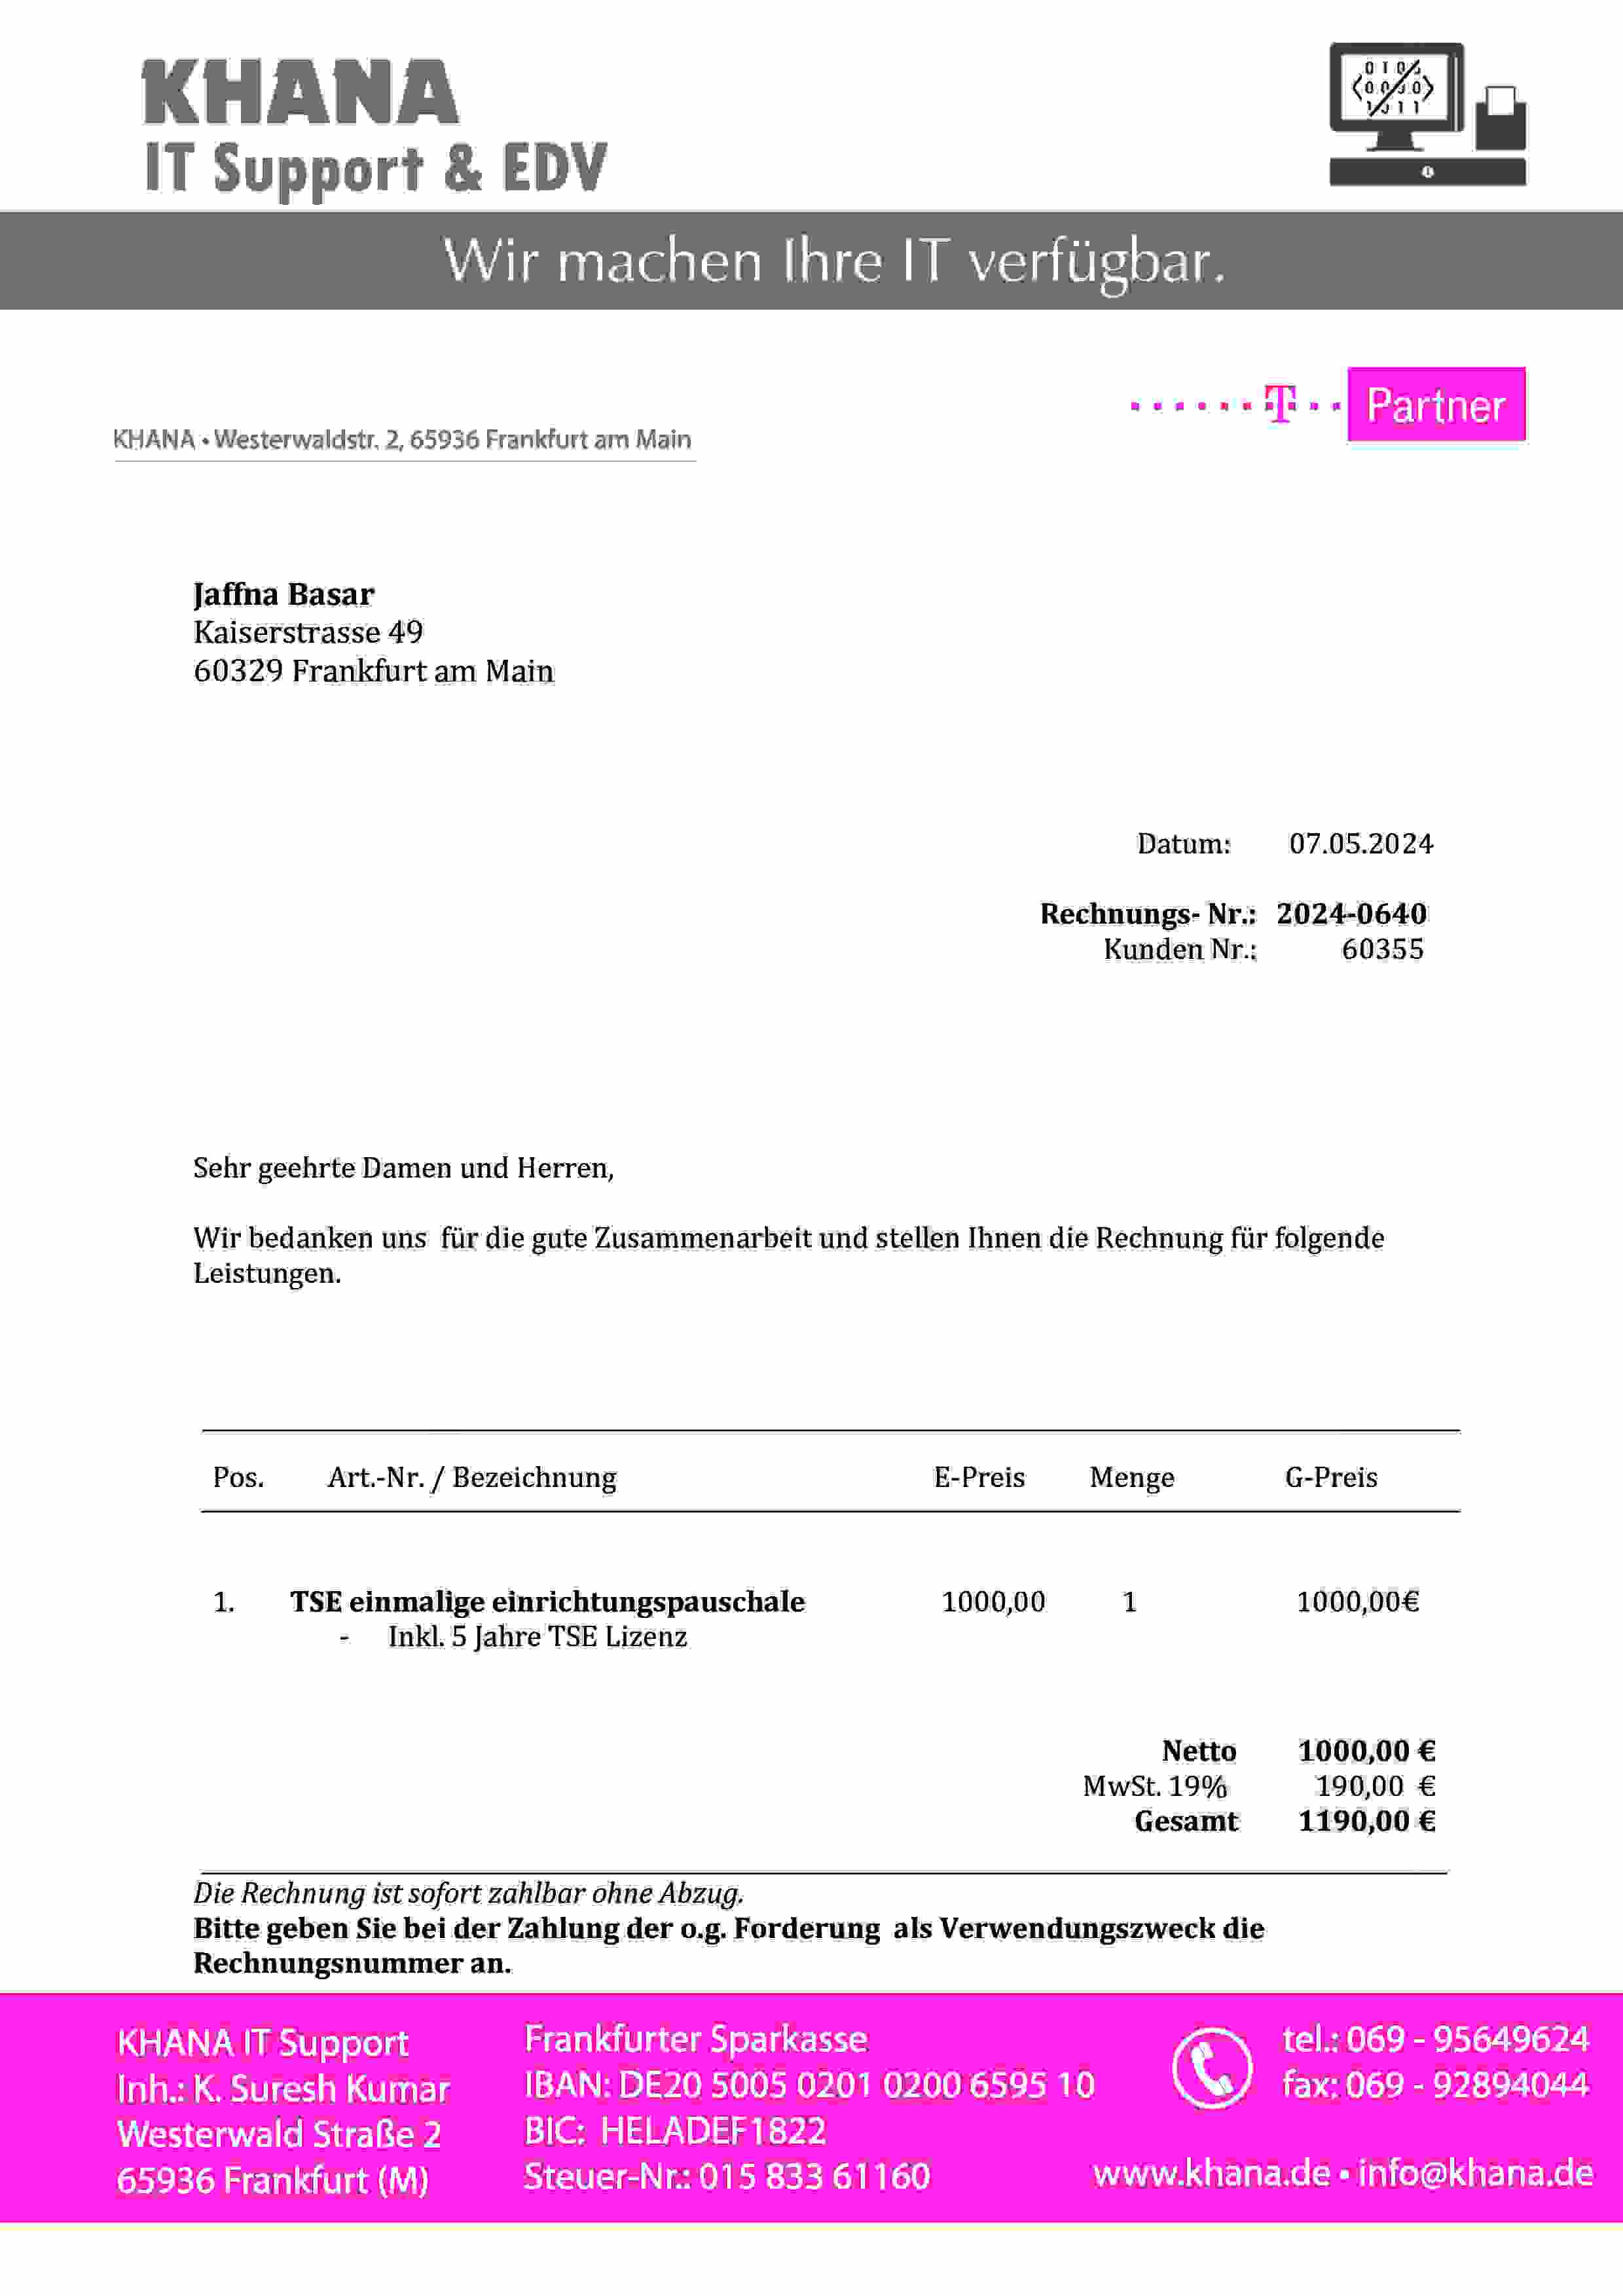 KHANA
IT Support & EDV
Wir machen Ihre IT verfügbar.
T Partner
KHANA • Westerwaldstr. 2, 65936 Frankfurt am Main
Jaffna Basar
Kaiserstrasse 49
60329 Frankfurt am Main
Datum: 07.05.2024
Rechnungs- Nr.: 2024-0640
Kunden Nr.: 60355
Sehr geehrte Damen und Herren,
Wir bedanken uns für die gute Zusammenarbeit und stellen Ihnen die Rechnung für folgende
Leistungen.
Pos. Art.-Nr. / Bezeichnung E-Preis Menge G-Preis
1. TSE einmalige einrichtungspauschale 1000,00 1 1000,00€
- Inkl. 5 Jahre TSE Lizenz
Netto 1000,00 €
MwSt. 19% 190,00 €
Gesamt 1190,00 €
Die Rechnung ist sofort zahlbar ohne Abzug.
Bitte geben Sie bei der Zahlung der o.g. Forderung als Verwendungszweck die
Rechnungsnummer an.
KHANA IT Support
Inh.: K. Suresh Kumar
Westerwald Straße 2
65936 Frankfurt (M)
Frankfurter Sparkasse
IBAN: DE20 5005 0201 0200 6595 10
BIC: HELADEF1822
Steuer-Nr.: 015 833 61160
tel.: 069 - 95649624
fax: 069 - 92894044
www.khana.de • info@khana.de